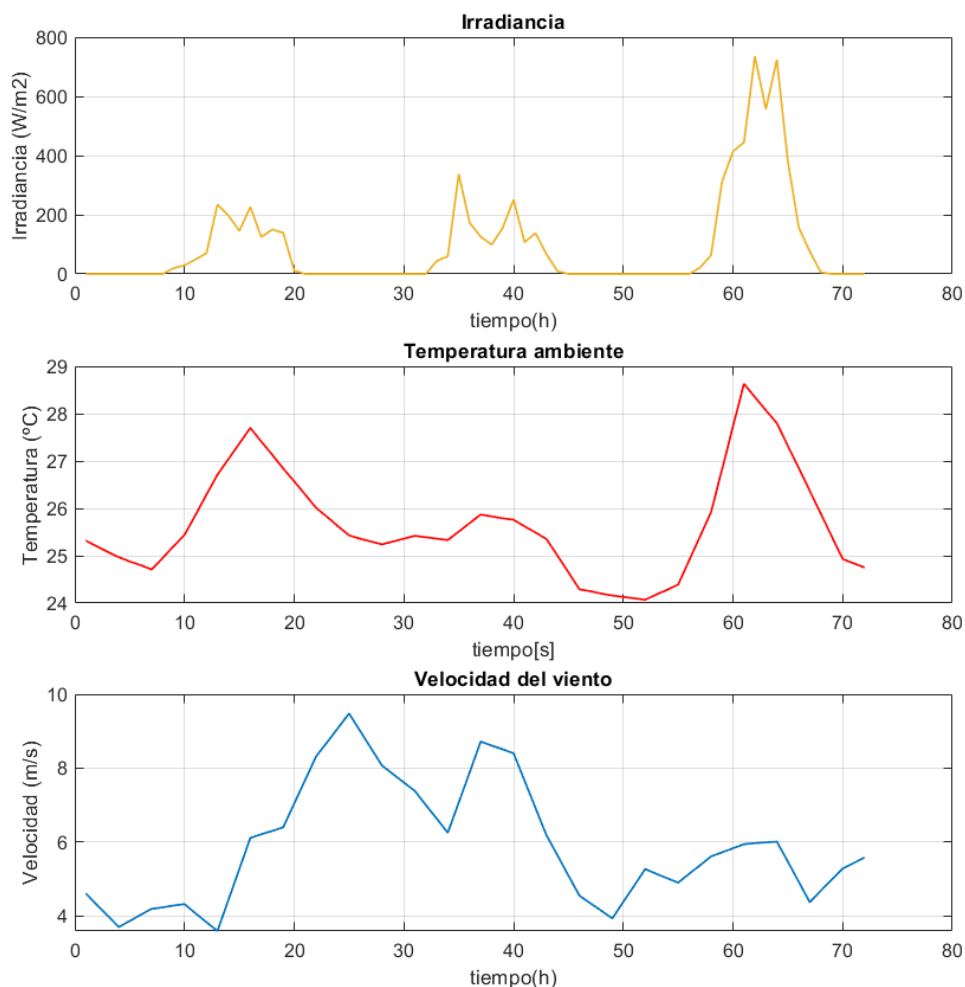 Irradiancia
800
600
400
200
0
Irradiancia (W/m2)
0 10 20 30 40 50 60 70 80
tiempo(h)
Temperatura ambiente
29
28
27
26
25
24
Temperatura (ºC)
0 10 20 30 40 50 60 70 80
tiempo[s]
Velocidad del viento
10
8
6
4
Velocidad (m/s)
0 10 20 30 40 50 60 70 80
tiempo(h)